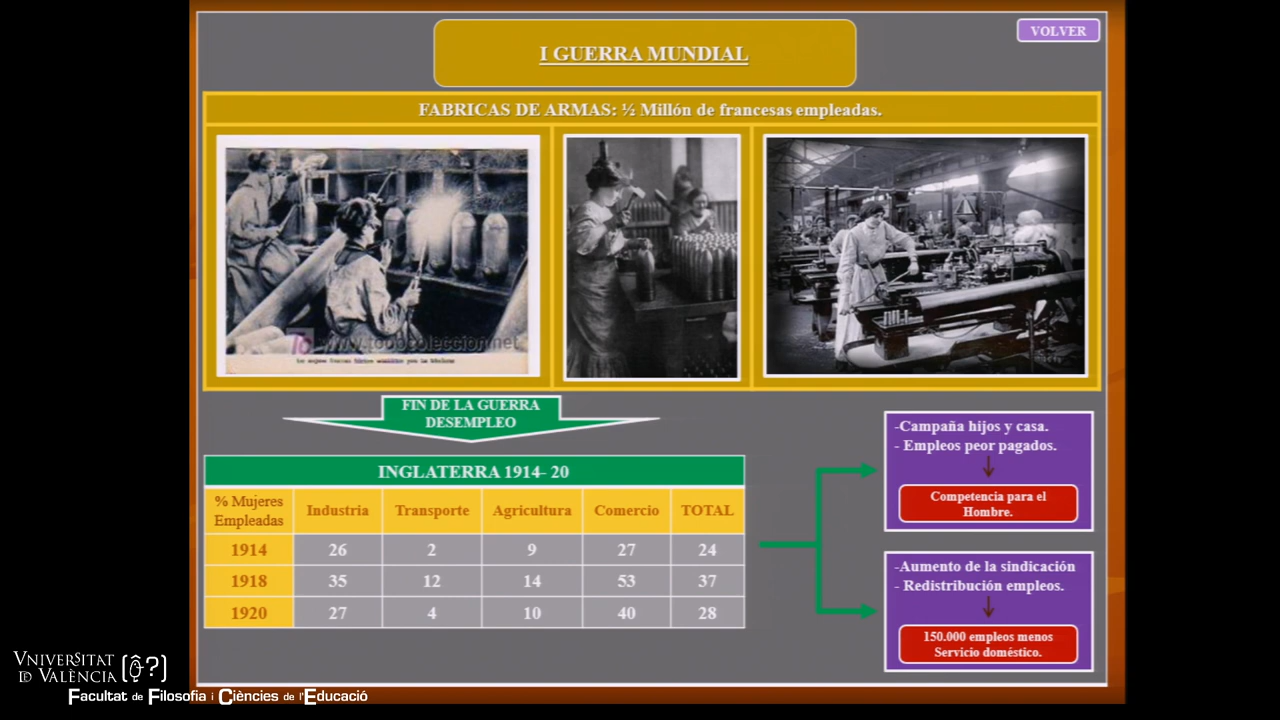 VOLVER
I GUERRA MUNDIAL
FABRICAS DE ARMAS: ½ Millón de francesas empleadas.
www.todocoleccion.net
FIN DE LA GUERRA
DESEMPLEO
INGLATERRA 1914- 20
% Mujeres Empleadas Industria Transporte Agricultura Comercio TOTAL
1914 26 2 9 27 24
1918 35 12 14 53 37
1920 27 4 10 40 28
-Campaña hijos y casa.
- Empleos peor pagados.
Competencia para el
Hombre.
-Aumento de la sindicación
- Redistribución empleos.
150.000 empleos menos
Servicio doméstico.
VNIVERSITAT
DE VALÈNCIA
Facultat de Filosofia i Ciències de l'Educació